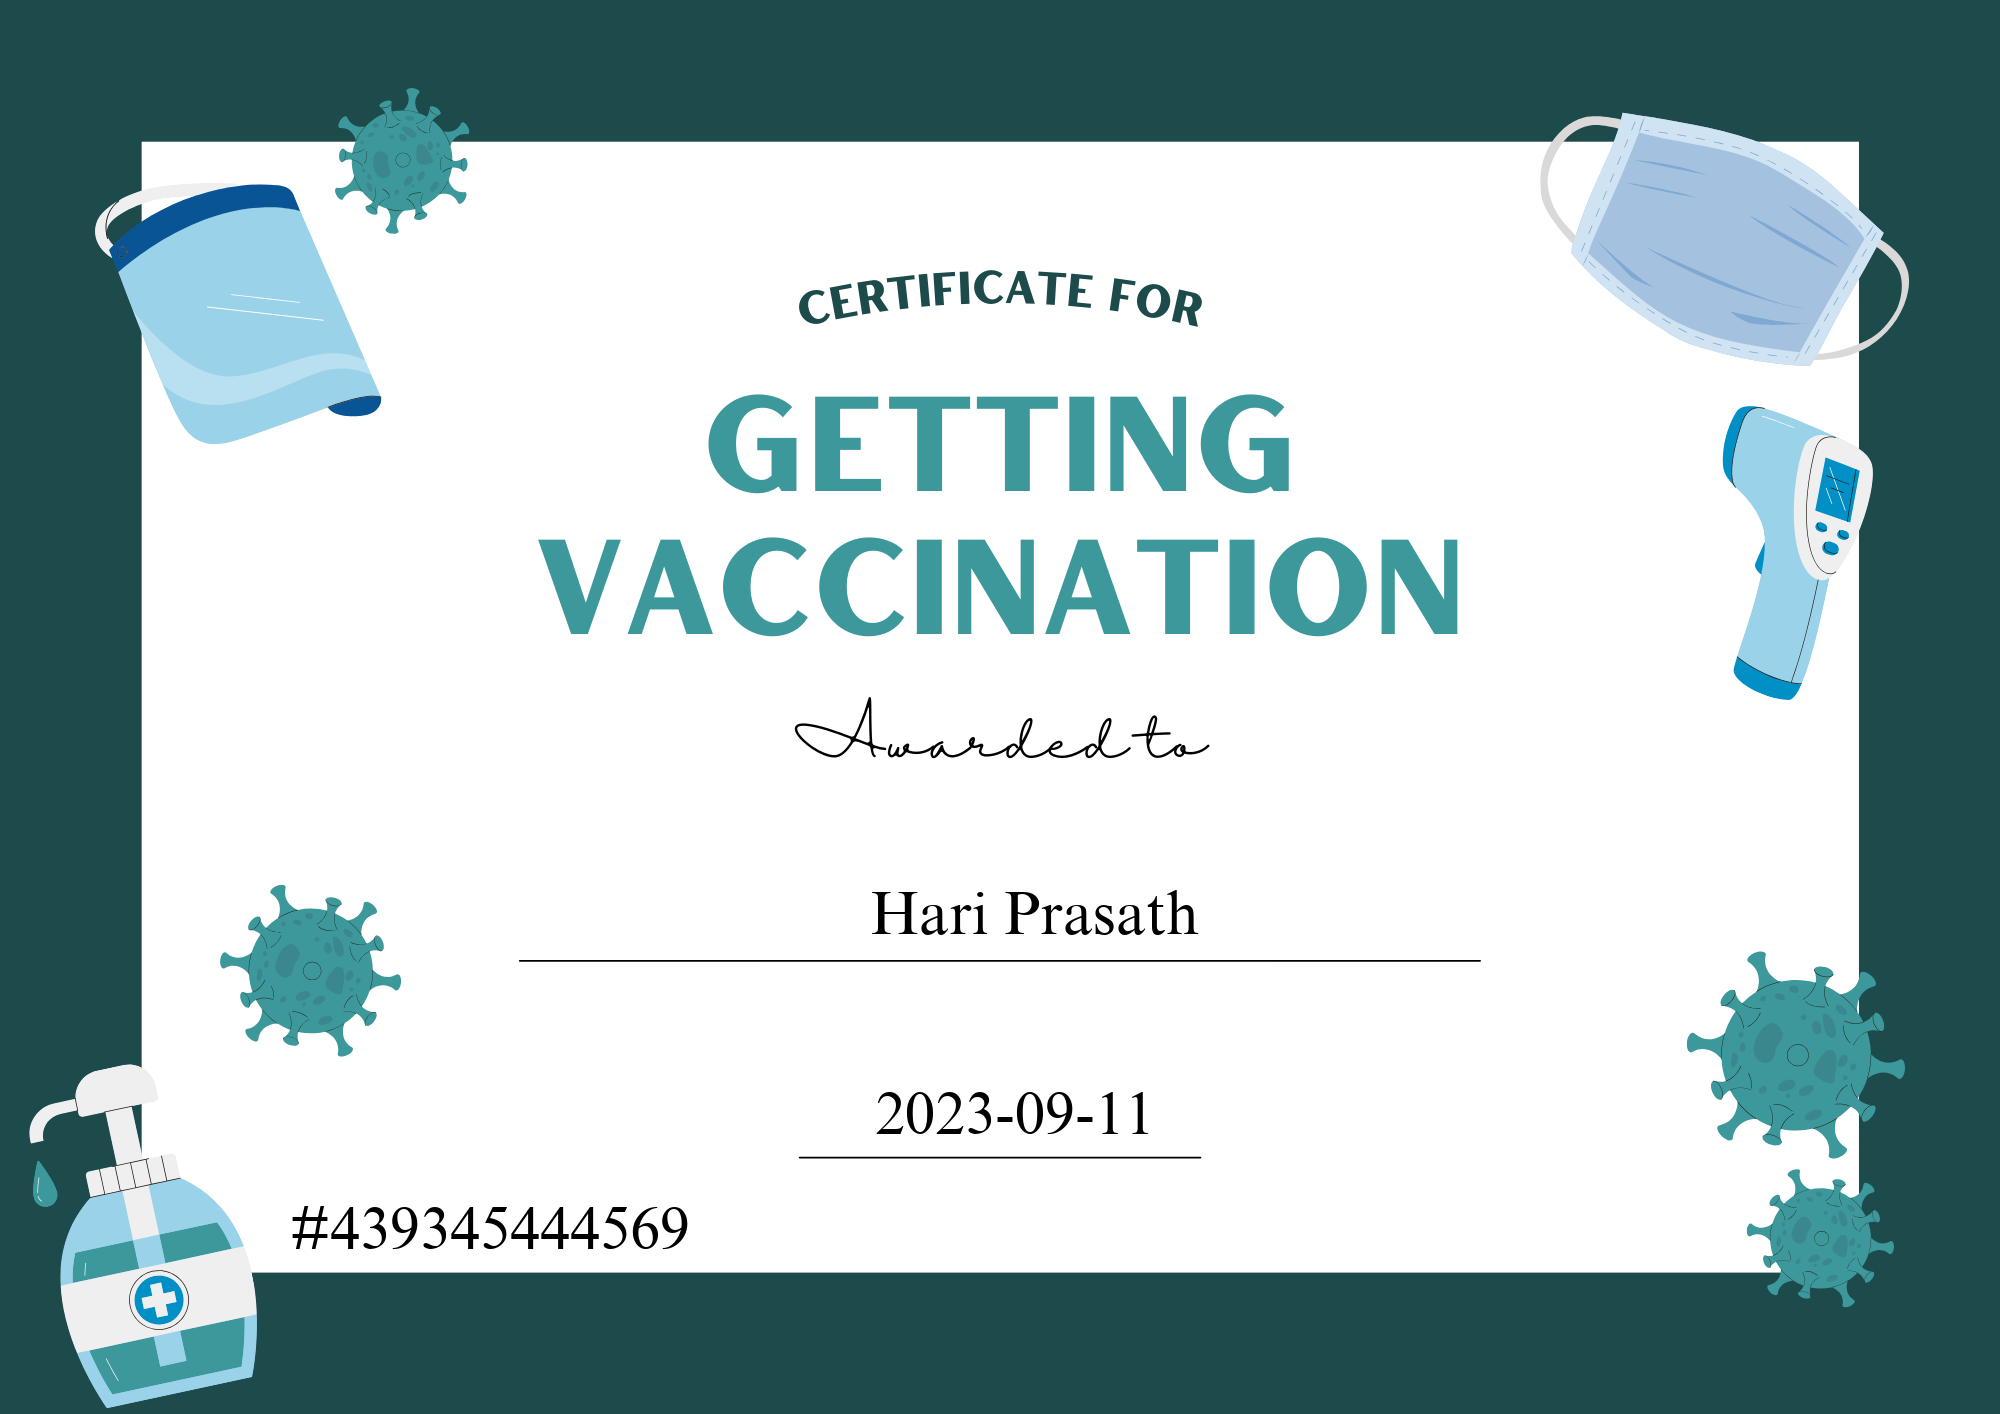 CERTIFICATE FOR
GETTING
VACCINATION
Awarded to
Hari Prasath
2023-09-11
#439345444569